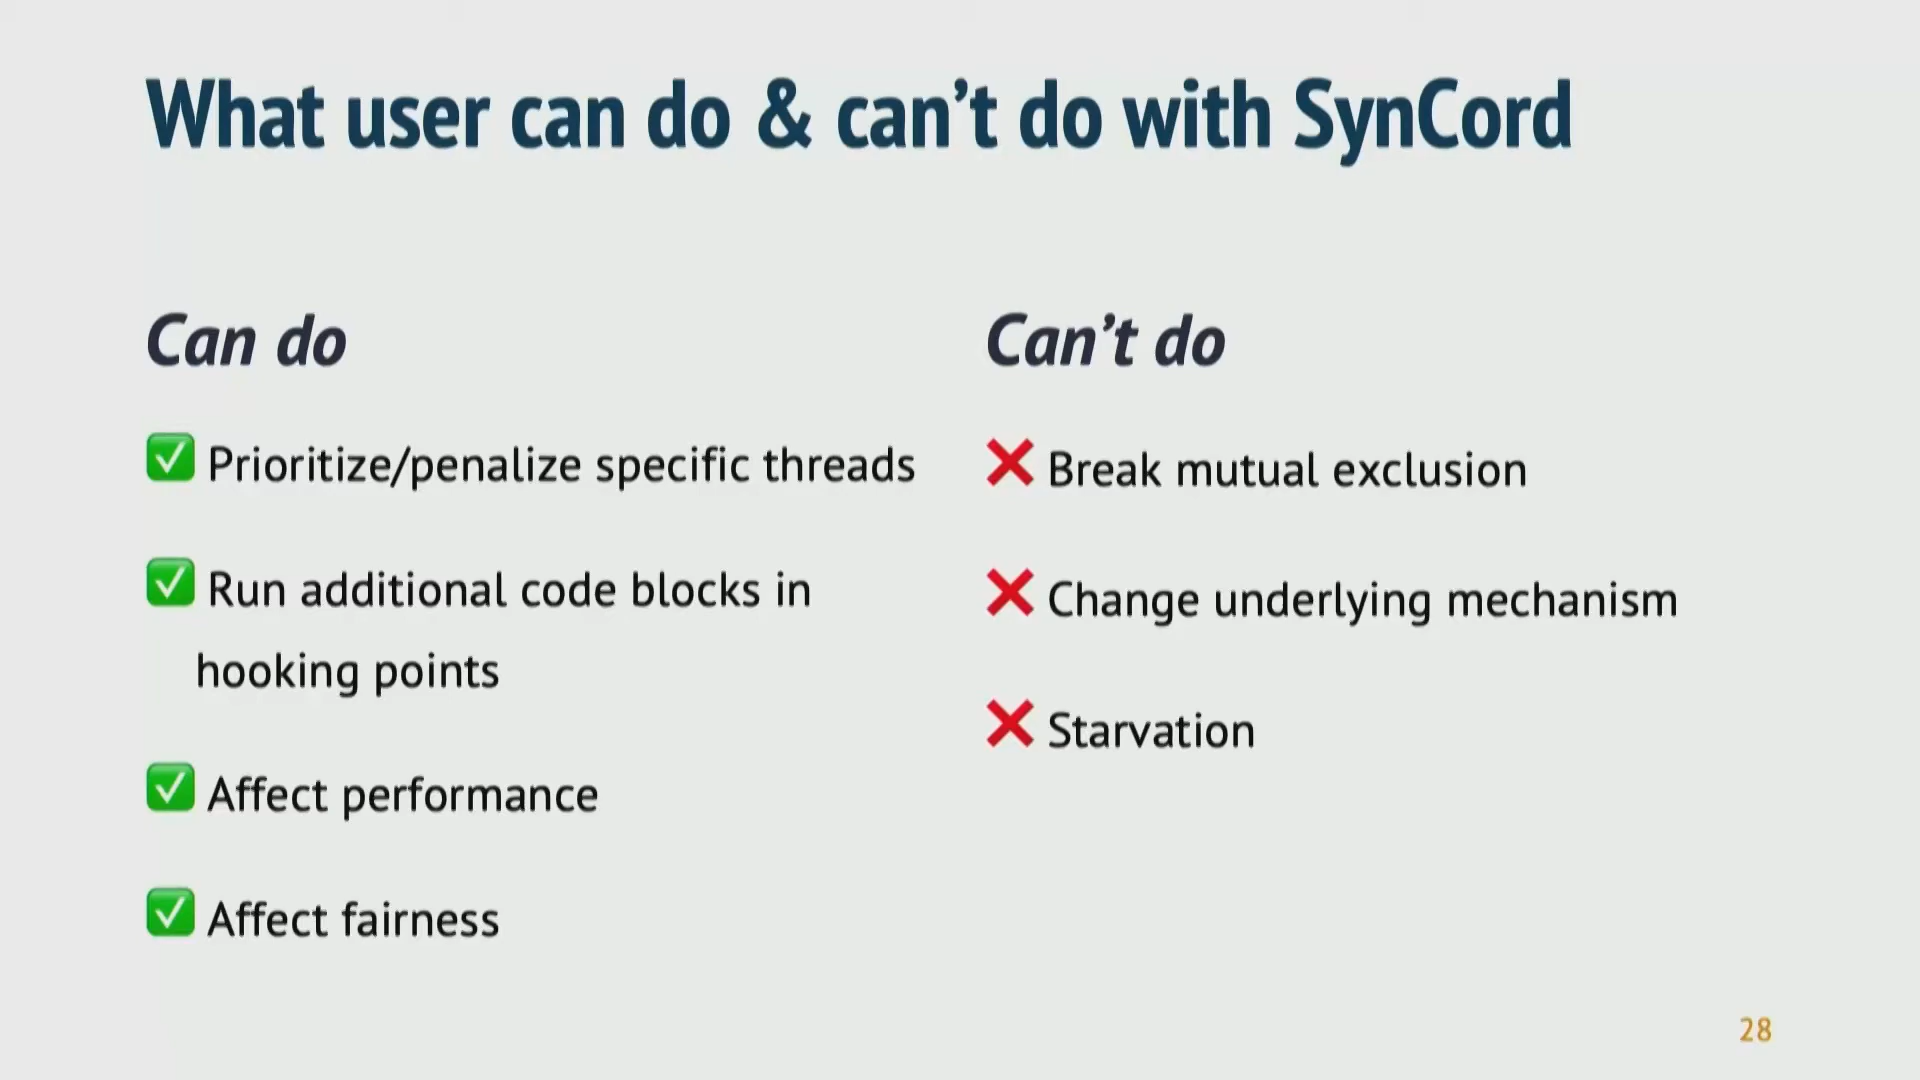 What user can do & can’t do with SynCord
Can do
✅ Prioritize/penalize specific threads
✅ Run additional code blocks in
hooking points
✅ Affect performance
✅ Affect fairness
Can’t do
❌ Break mutual exclusion
❌ Change underlying mechanism
❌ Starvation
28